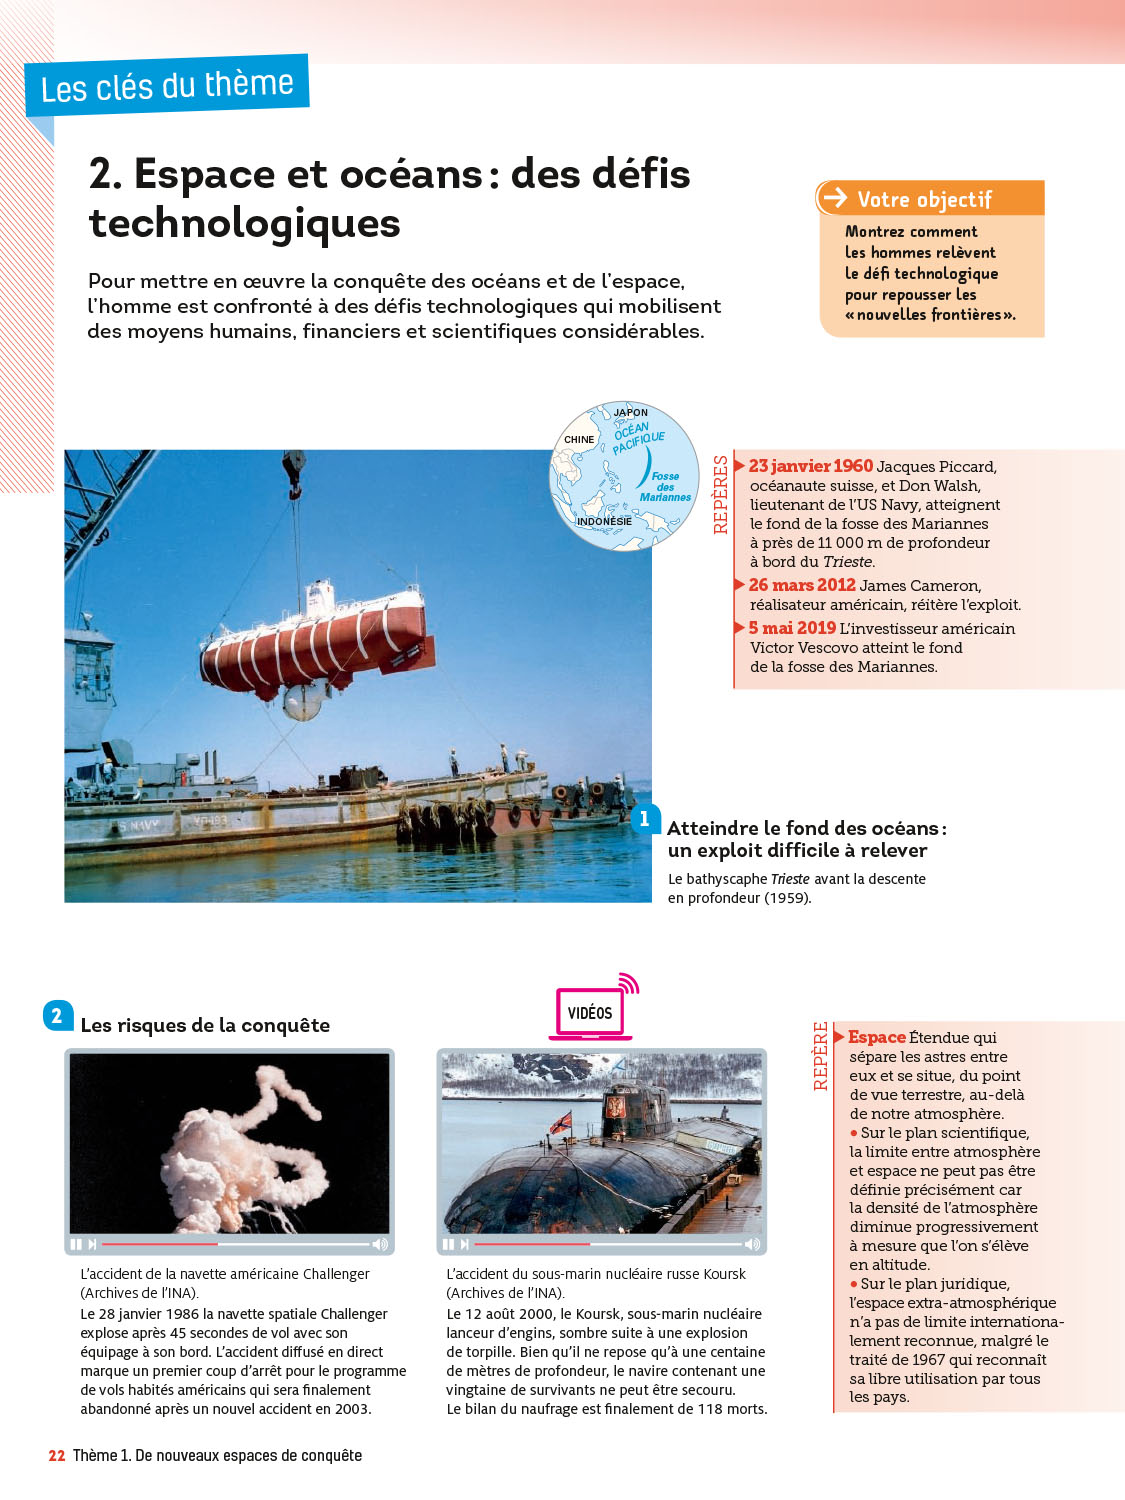 Les clés du thème
2. Espace et océans : des défis
technologiques
Pour mettre en œuvre la conquête des océans et de l'espace,
l'homme est confronté à des défis technologiques qui mobilisent
des moyens humains, financiers et scientifiques considérables.
Votre objectif
Montrez comment
les hommes relèvent
le défi technologique
pour repousser les
« nouvelles frontières ».
JAPON
CHINE
OCÉAN
PACIFIQUE
Fosse
des
Mariannes
INDONÉSIE
REPÈRES
23 janvier 1960 Jacques Piccard,
océanaute suisse, et Don Walsh,
lieutenant de l'US Navy, atteignent
le fond de la fosse des Mariannes
à près de 11 000 m de profondeur
à bord du Trieste.
26 mars 2012 James Cameron,
réalisateur américain, réitère l'exploit.
5 mai 2019 L'investisseur américain
Victor Vescovo atteint le fond
de la fosse des Mariannes.
1
Atteindre le fond des océans :
un exploit difficile à relever
Le bathyscaphe Trieste avant la descente
en profondeur (1959).
2
Les risques de la conquête
VIDÉOS
L'accident de la navette américaine Challenger
(Archives de l'INA).
Le 28 janvier 1986 la navette spatiale Challenger
explose après 45 secondes de vol avec son
équipage à son bord. L'accident diffusé en direct
marque un premier coup d'arrêt pour le programme
de vols habités américains qui sera finalement
abandonné après un nouvel accident en 2003.
L'accident du sous-marin nucléaire russe Koursk
(Archives de l'INA).
Le 12 août 2000, le Koursk, sous-marin nucléaire
lanceur d'engins, sombre suite à une explosion
de torpille. Bien qu'il ne repose qu'à une centaine
de mètres de profondeur, le navire contenant une
vingtaine de survivants ne peut être secouru.
Le bilan du naufrage est finalement de 118 morts.
REPÈRE
Espace Étendue qui
sépare les astres entre
eux et se situe, du point
de vue terrestre, au-delà
de notre atmosphère.
• Sur le plan scientifique,
la limite entre atmosphère
et espace ne peut pas être
définie précisément car
la densité de l'atmosphère
diminue progressivement
à mesure que l'on s'élève
en altitude.
• Sur le plan juridique,
l'espace extra-atmosphérique
n'a pas de limite internationa-
lement reconnue, malgré le
traité de 1967 qui reconnaît
sa libre utilisation par tous
les pays.
22 Thème 1. De nouveaux espaces de conquête